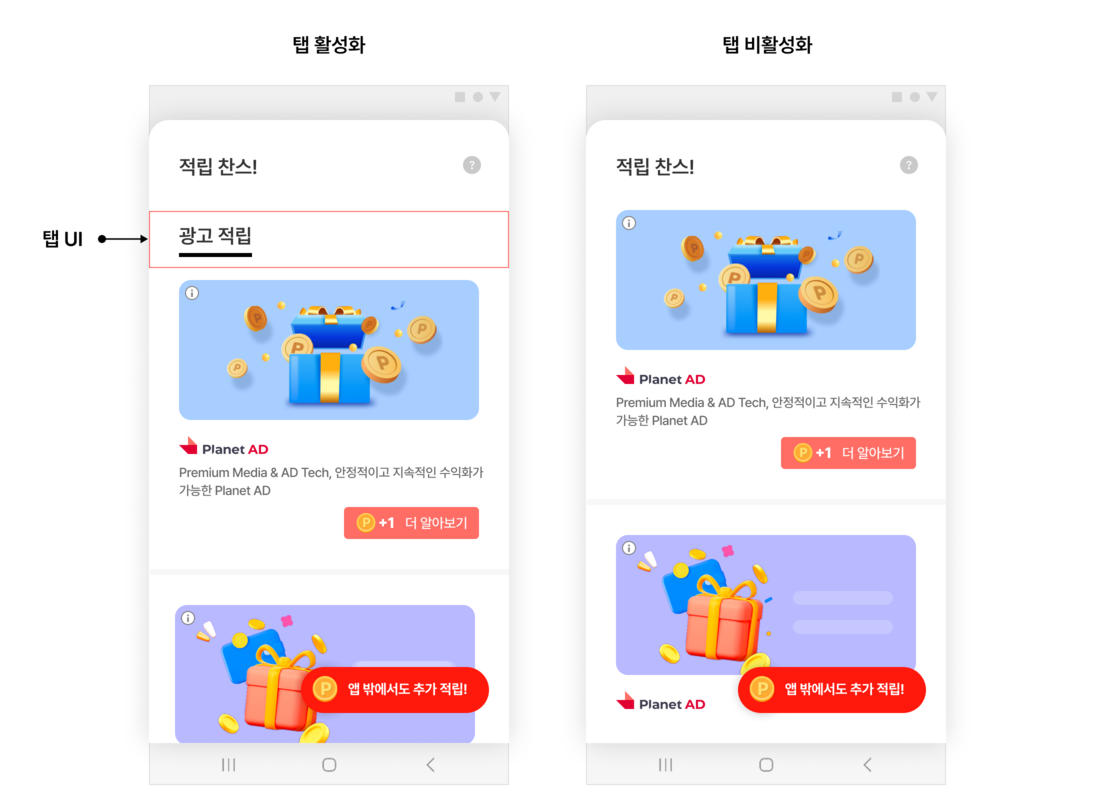 탭 활성화
적립 찬스!
?
탭 UI
광고 적립
i
P
P
P
P
P
Planet AD
Premium Media & AD Tech, 안정적이고 지속적인 수익화가
가능한 Planet AD
P +1 더 알아보기
i
P 앱 밖에서도 추가 적립!
탭 비활성화
적립 찬스!
?
i
P
P
P
P
P
Planet AD
Premium Media & AD Tech, 안정적이고 지속적인 수익화가
가능한 Planet AD
P +1 더 알아보기
i
Planet AD
P 앱 밖에서도 추가 적립!